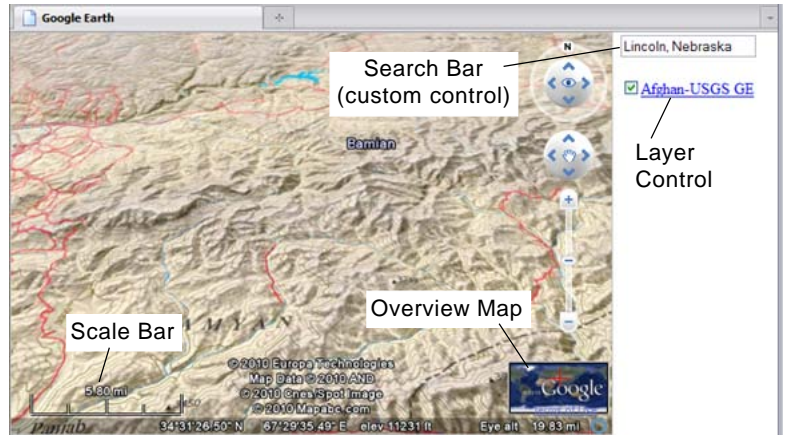 Google Earth
N
Lincoln, Nebraska
Search Bar
(custom control)
Afghan-USGS GE
Bamian
Layer
Control
Overview Map
Scale Bar
AMYAN
© 2010 Europa Technologies
Map Data © 2010 AND
© 2010 Cnes/Spot Image
© 2010 Mapabc.com
5.80 mi
Google
Panjab
34°31'26.50" N 67°29'35.49" E elev 11231 ft Eye alt 19.83 mi